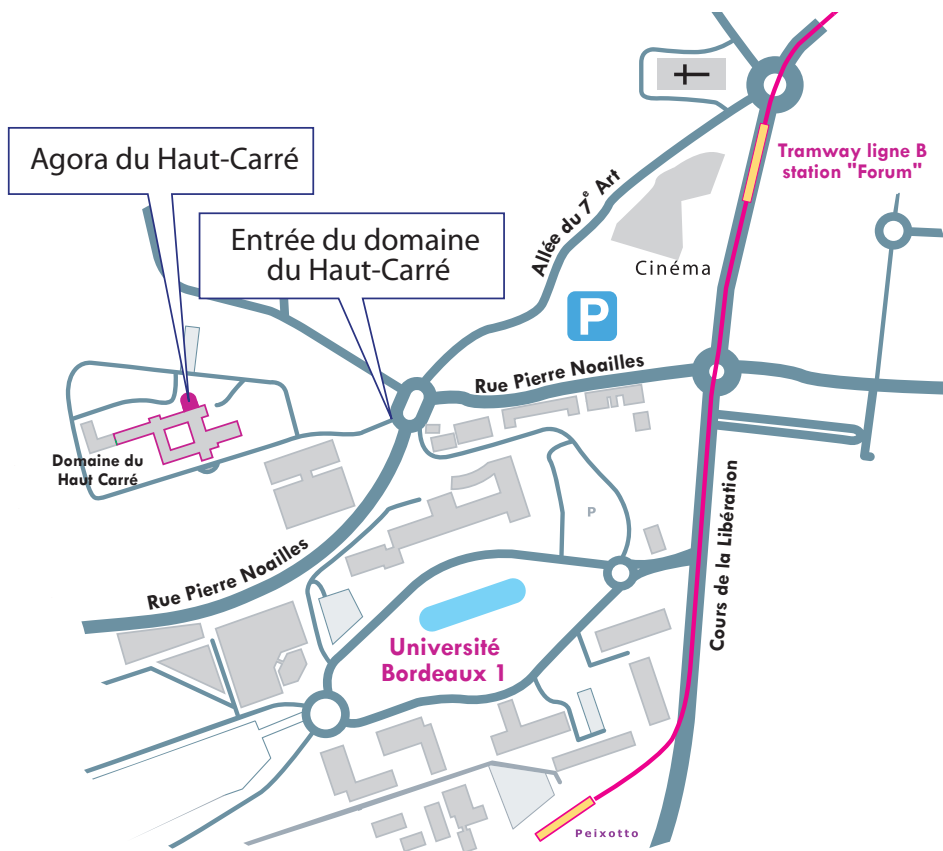 Agora du Haut-Carré
Entrée du domaine
du Haut-Carré
Tramway ligne B
station "Forum"
Allée du 7e Art
Cinéma
P
Rue Pierre Noailles
Domaine du
Haut Carré
P
Rue Pierre Noailles
Cours de la Libération
Université
Bordeaux 1
Peixotto